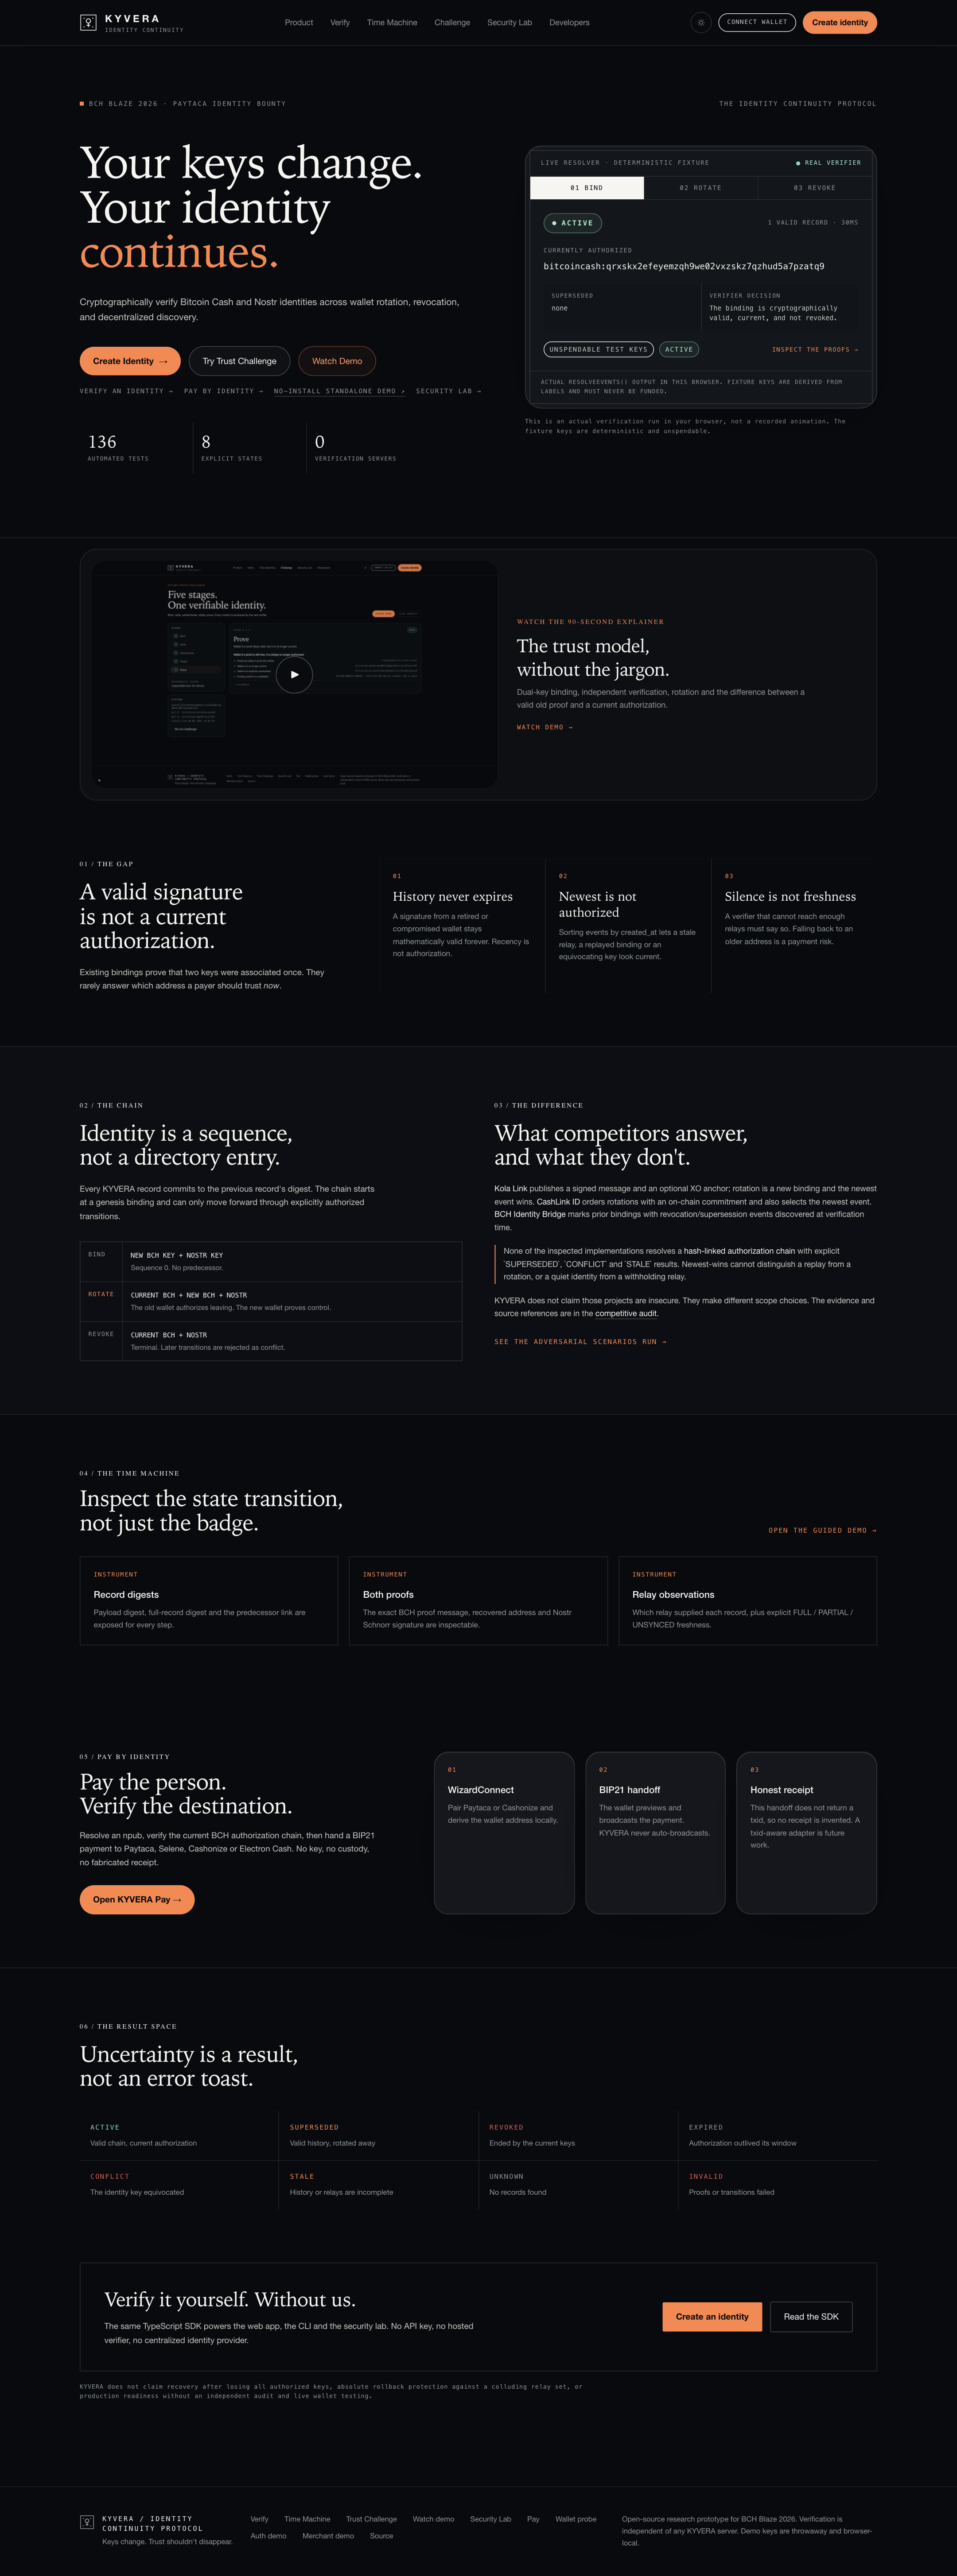 KYVERA
IDENTITY CONTINUITY
Product Verify Time Machine Challenge Security Lab Developers
CONNECT WALLET
Create identity
BCH BLAZE 2026 · PAYTACA IDENTITY BOUNTY
THE IDENTITY CONTINUITY PROTOCOL
Your keys change.
Your identity
continues.
Cryptographically verify Bitcoin Cash and Nostr identities across wallet rotation, revocation,
and decentralized discovery.
Create Identity →
Try Trust Challenge
Watch Demo
VERIFY AN IDENTITY → PAY BY IDENTITY → NO-INSTALL STANDALONE DEMO ↗ SECURITY LAB →
136
AUTOMATED TESTS
8
EXPLICIT STATES
0
VERIFICATION SERVERS
LIVE RESOLVER · DETERMINISTIC FIXTURE
● REAL VERIFIER
01 BIND
02 ROTATE
03 REVOKE
● ACTIVE
1 VALID RECORD · 30MS
CURRENTLY AUTHORIZED
bitcoincash:qrxskx2efeyemzqh9we02vxzskz7qzhud5a7pzatq9
SUPERSEDED
none
VERIFIER DECISION
The binding is cryptographically
valid, current, and not revoked.
UNSPENDABLE TEST KEYS
ACTIVE
INSPECT THE PROOFS →
ACTUAL RESOLVEEVENTS() OUTPUT IN THIS BROWSER. FIXTURE KEYS ARE DERIVED FROM
LABELS AND MUST NEVER BE FUNDED.
This is an actual verification run in your browser, not a recorded animation. The
fixture keys are deterministic and unspendable.
KYVERA
Five stages.
One verifiable identity.
Prove
WATCH THE 90-SECOND EXPLAINER
The trust model,
without the jargon.
Dual-key binding, independent verification, rotation and the difference between a
valid old proof and a current authorization.
WATCH DEMO →
01 / THE GAP
A valid signature
is not a current
authorization.
Existing bindings prove that two keys were associated once. They
rarely answer which address a payer should trust now.
01
History never expires
A signature from a retired or
compromised wallet stays
mathematically valid forever. Recency is
not authorization.
02
Newest is not
authorized
Sorting events by created_at lets a stale
relay, a replayed binding or an
equivocating key look current.
03
Silence is not freshness
A verifier that cannot reach enough
relays must say so. Falling back to an
older address is a payment risk.
02 / THE CHAIN
Identity is a sequence,
not a directory entry.
Every KYVERA record commits to the previous record's digest. The chain starts
at a genesis binding and can only move forward through explicitly authorized
transitions.
BIND
NEW BCH KEY + NOSTR KEY
Sequence 0. No predecessor.
ROTATE
CURRENT BCH + NEW BCH + NOSTR
The old wallet authorizes leaving. The new wallet proves control.
REVOKE
CURRENT BCH + NOSTR
Terminal. Later transitions are rejected as conflict.
03 / THE DIFFERENCE
What competitors answer,
and what they don't.
Kola Link publishes a signed message and an optional XO anchor; rotation is a new binding and the newest
event wins. CashLink ID orders rotations with an on-chain commitment and also selects the newest event.
BCH Identity Bridge marks prior bindings with revocation/supersession events discovered at verification
time.
None of the inspected implementations resolves a hash-linked authorization chain with explicit
`SUPERSEDED`, `CONFLICT` and `STALE` results. Newest-wins cannot distinguish a replay from a
rotation, or a quiet identity from a withholding relay.
KYVERA does not claim those projects are insecure. They make different scope choices. The evidence and
source references are in the competitive audit.
SEE THE ADVERSARIAL SCENARIOS RUN →
04 / THE TIME MACHINE
Inspect the state transition,
not just the badge.
OPEN THE GUIDED DEMO →
INSTRUMENT
Record digests
Payload digest, full-record digest and the predecessor link are
exposed for every step.
INSTRUMENT
Both proofs
The exact BCH proof message, recovered address and Nostr
Schnorr signature are inspectable.
INSTRUMENT
Relay observations
Which relay supplied each record, plus explicit FULL / PARTIAL /
UNSYNCED freshness.
05 / PAY BY IDENTITY
Pay the person.
Verify the destination.
Resolve an npub, verify the current BCH authorization chain, then hand a BIP21
payment to Paytaca, Selene, Cashonize or Electron Cash. No key, no custody,
no fabricated receipt.
Open KYVERA Pay →
01
WizardConnect
Pair Paytaca or Cashonize and
derive the wallet address locally.
02
BIP21 handoff
The wallet previews and
broadcasts the payment.
KYVERA never auto-broadcasts.
03
Honest receipt
This handoff does not return a
txid, so no receipt is invented. A
txid-aware adapter is future
work.
06 / THE RESULT SPACE
Uncertainty is a result,
not an error toast.
ACTIVE
Valid chain, current authorization
SUPERSEDED
Valid history, rotated away
REVOKED
Ended by the current keys
EXPIRED
Authorization outlived its window
CONFLICT
The identity key equivocated
STALE
History or relays are incomplete
UNKNOWN
No records found
INVALID
Proofs or transitions failed
Verify it yourself. Without us.
The same TypeScript SDK powers the web app, the CLI and the security lab. No API key, no hosted
verifier, no centralized identity provider.
Create an identity
Read the SDK
KYVERA does not claim recovery after losing all authorized keys, absolute rollback protection against a colluding relay set, or
production readiness without an independent audit and live wallet testing.
KYVERA / IDENTITY
CONTINUITY PROTOCOL
Keys change. Trust shouldn't disappear.
Verify Time Machine Trust Challenge Watch demo Security Lab Pay Wallet probe
Auth demo Merchant demo Source
Open-source research prototype for BCH Blaze 2026. Verification is
independent of any KYVERA server. Demo keys are throwaway and browser-
local.